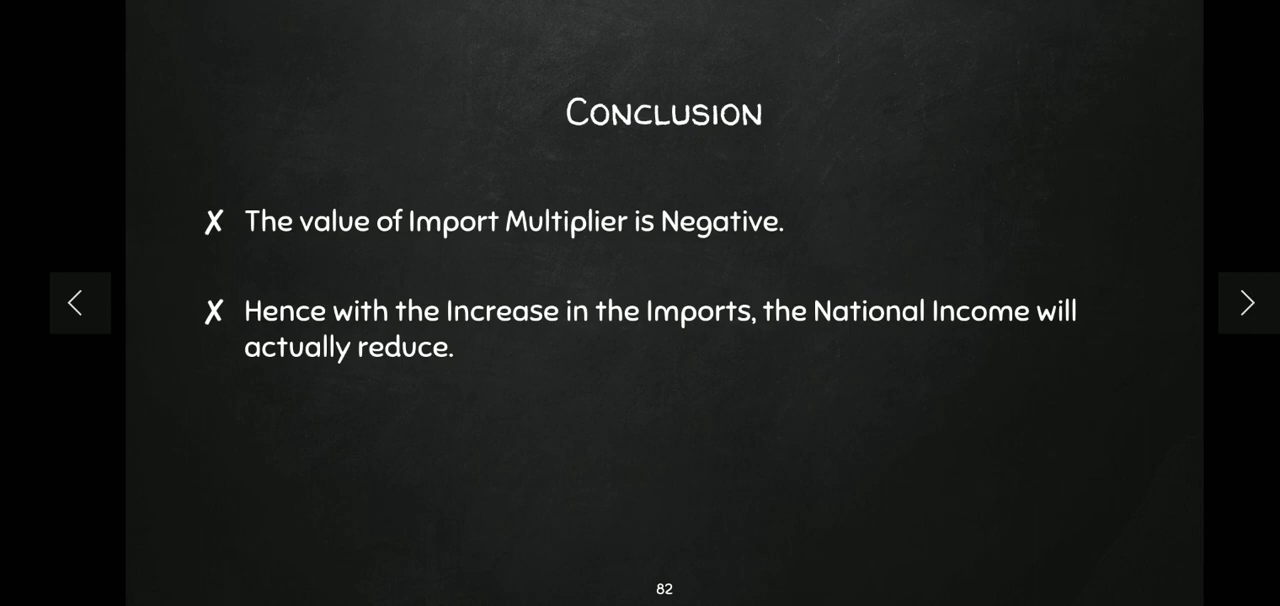 Conclusion
✗ The value of Import Multiplier is Negative.
✗ Hence with the Increase in the Imports, the National Income will
actually reduce.
82